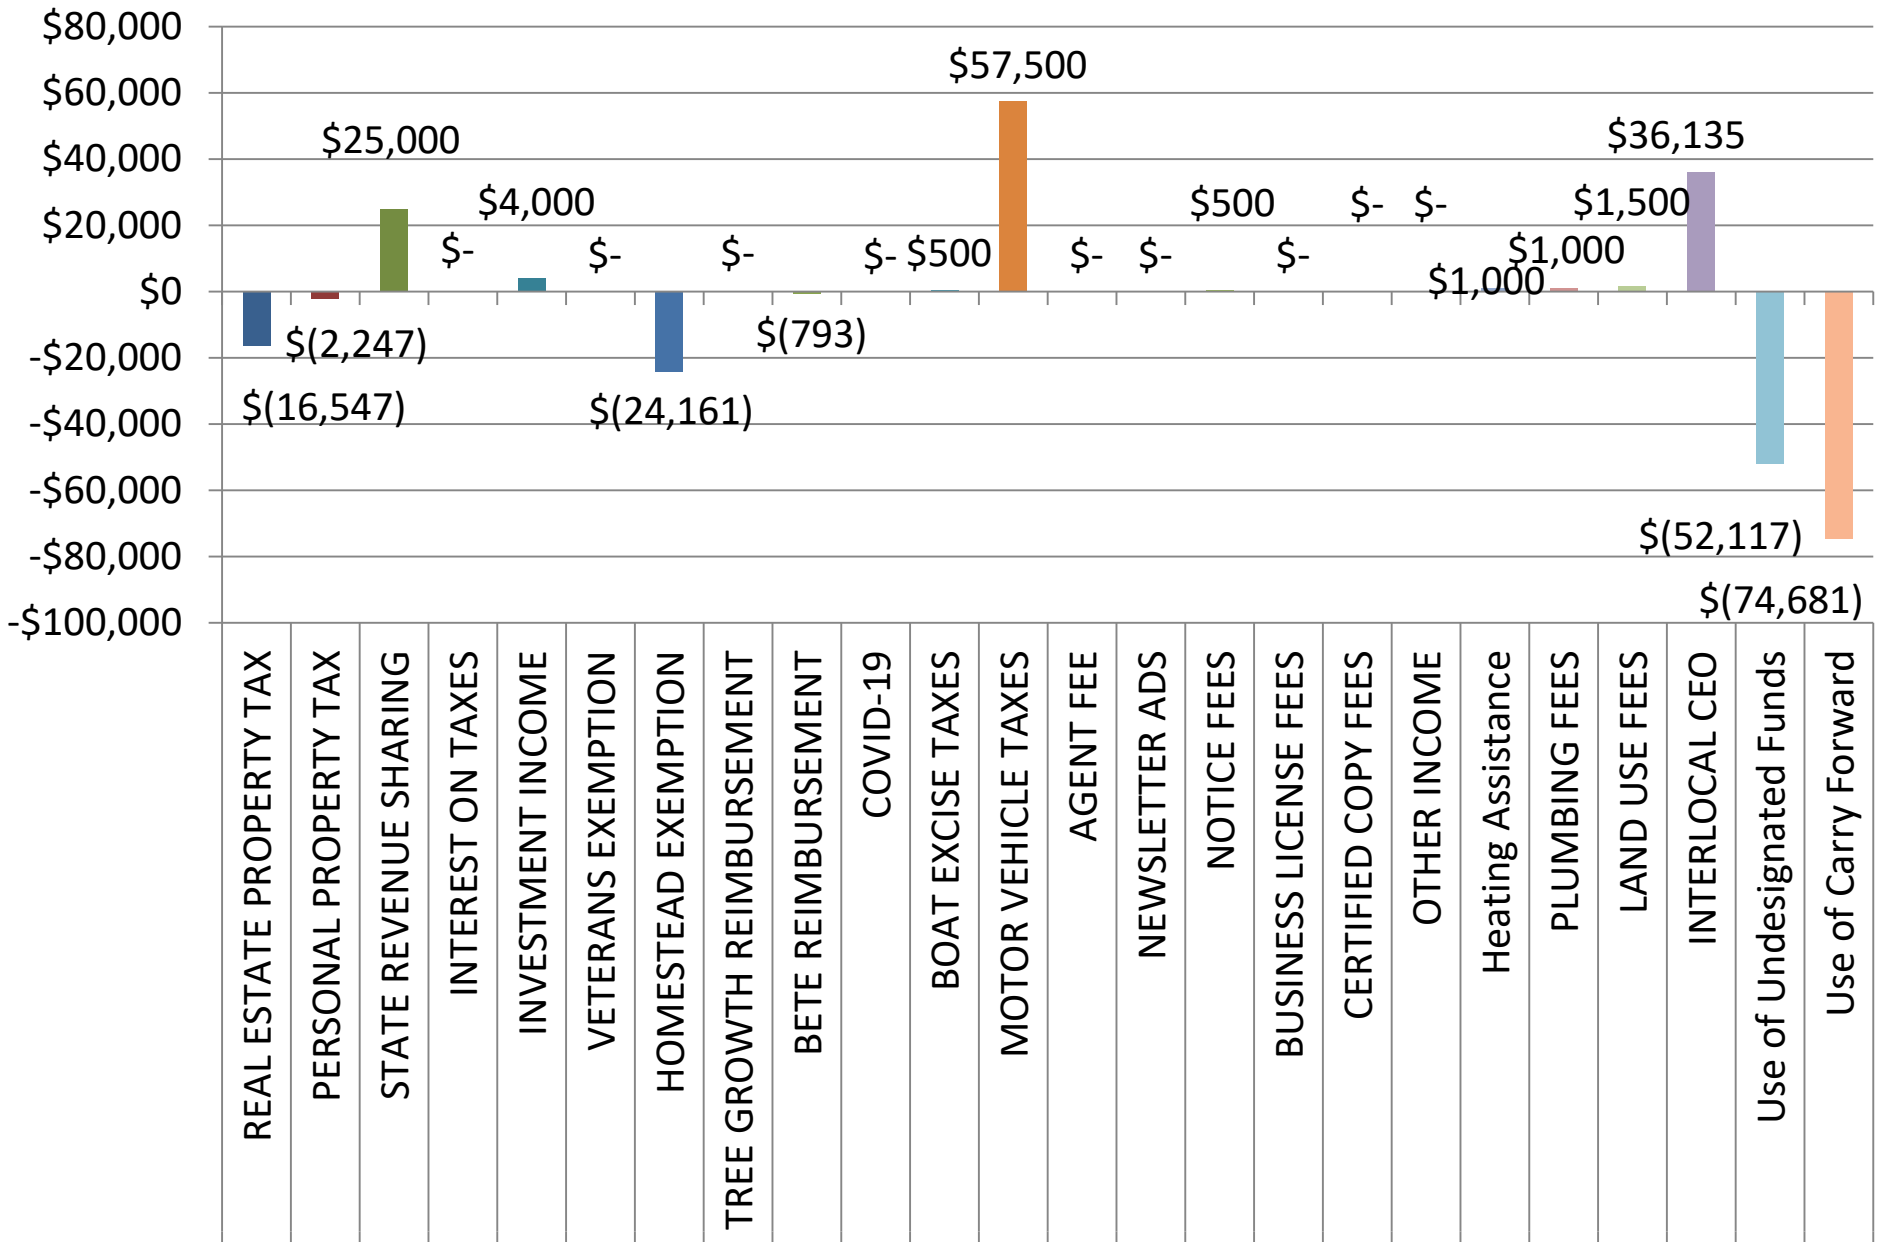 $80,000
$60,000
$40,000
$20,000
$0
-$20,000
-$40,000
-$60,000
-$80,000
-$100,000
$(16,547)
$(2,247)
$25,000
$-
$4,000
$-
$(24,161)
$-
$(793)
$-
$500
$57,500
$-
$-
$500
$-
$-
$-
$1,000
$1,000
$1,500
$36,135
$(52,117)
$(74,681)
REAL ESTATE PROPERTY TAX
PERSONAL PROPERTY TAX
STATE REVENUE SHARING
INTEREST ON TAXES
INVESTMENT INCOME
VETERANS EXEMPTION
HOMESTEAD EXEMPTION
TREE GROWTH REIMBURSEMENT
BETE REIMBURSEMENT
COVID-19
BOAT EXCISE TAXES
MOTOR VEHICLE TAXES
AGENT FEE
NEWSLETTER ADS
NOTICE FEES
BUSINESS LICENSE FEES
CERTIFIED COPY FEES
OTHER INCOME
Heating Assistance
PLUMBING FEES
LAND USE FEES
INTERLOCAL CEO
Use of Undesignated Funds
Use of Carry Forward